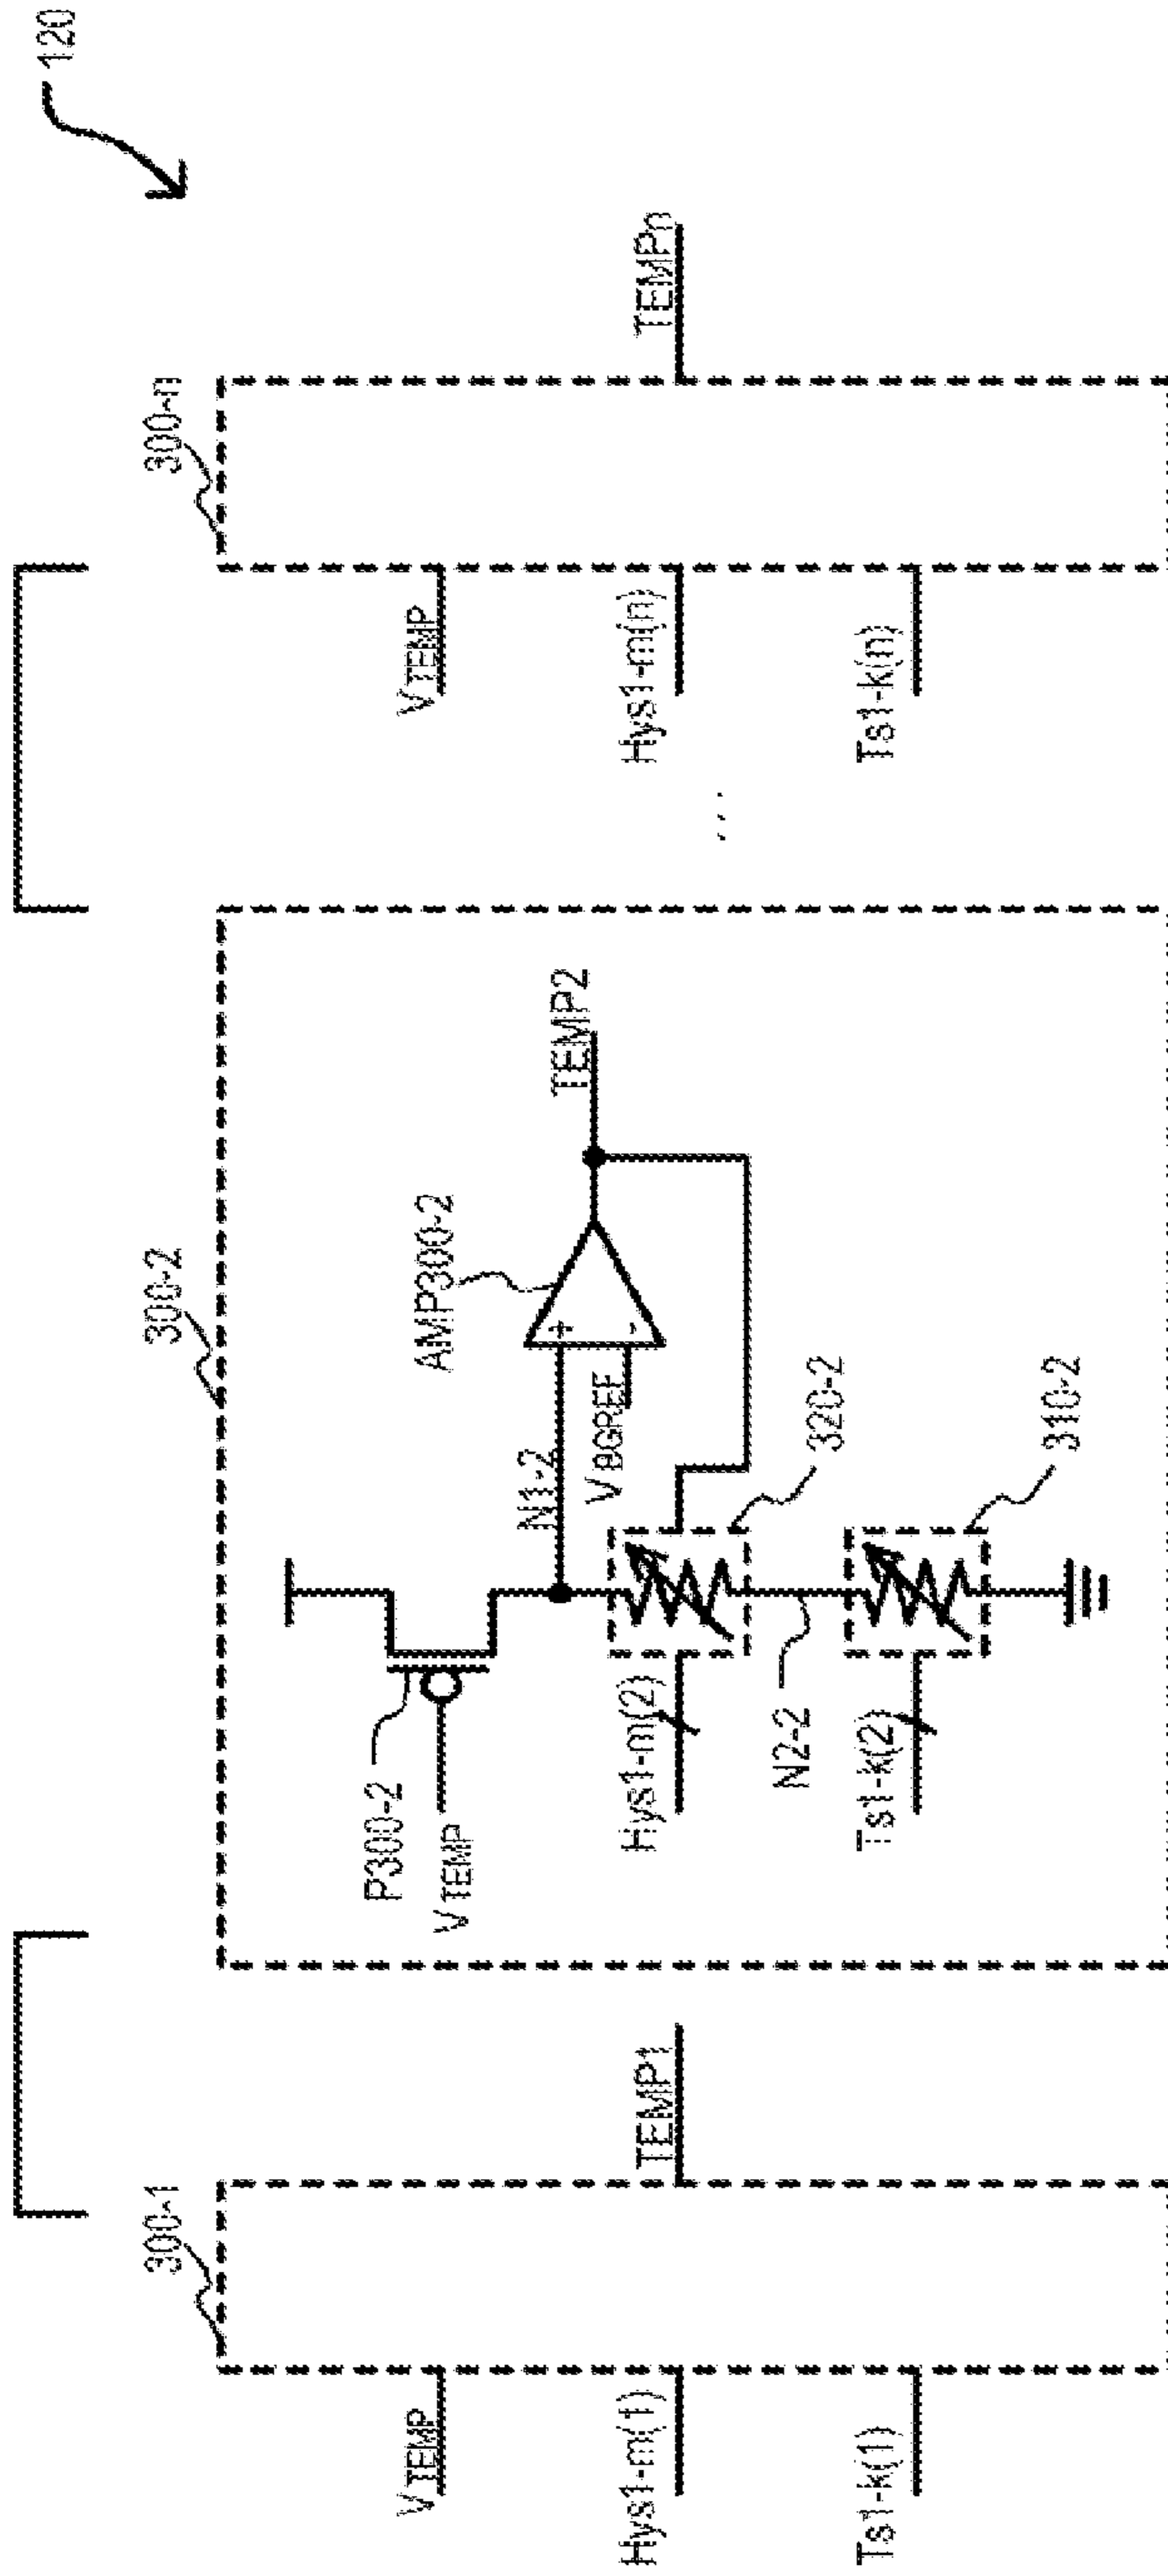 120
300-1
VTEMP
Hys1-m(1)
Ts1-k(1)
TEMP1
300-2
P300-2
VTEMP
Hys1-m(2)
N2-2
Ts1-k(2)
N1-2
VBGREF
+
-
AMP300-2
TEMP2
320-2
310-2
...
300-n
VTEMP
Hys1-m(n)
Ts1-k(n)
TEMPn